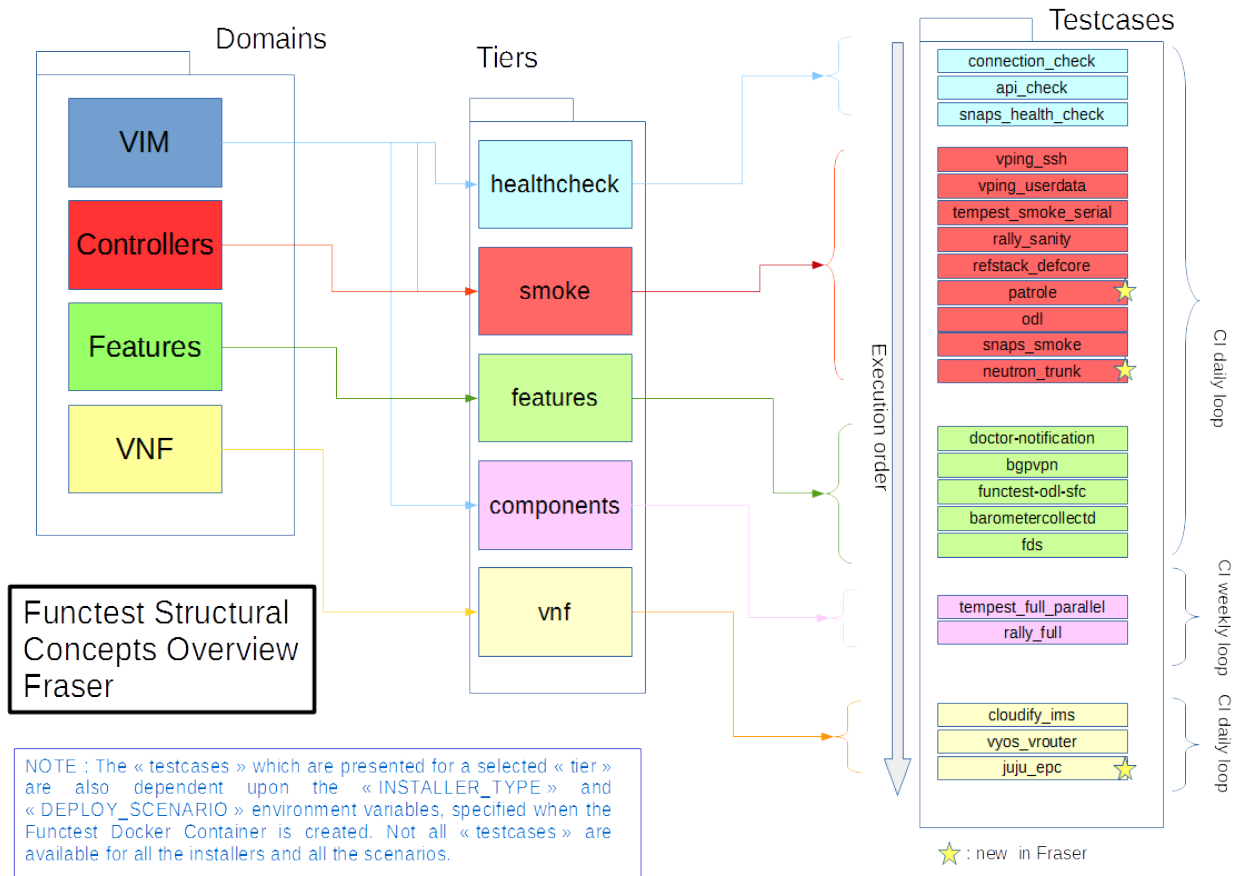 Domains
VIM
Controllers
Features
VNF
Tiers
healthcheck
smoke
features
components
vnf
Testcases
Execution order
connection_check
api_check
snaps_health_check
vping_ssh
vping_userdata
tempest_smoke_serial
rally_sanity
refstack_defcore
patrole
odl
snaps_smoke
neutron_trunk
doctor-notification
bgpvpn
functest-odl-sfc
barometercollectd
fds
tempest_full_parallel
rally_full
cloudify_ims
vyos_vrouter
juju_epc
CI daily loop
CI weekly loop
CI daily loop
: new in Fraser
Functest Structural
Concepts Overview
Fraser
NOTE : The « testcases » which are presented for a selected « tier »
are also dependent upon the « INSTALLER_TYPE » and
« DEPLOY_SCENARIO » environment variables, specified when the
Functest Docker Container is created. Not all « testcases » are
available for all the installers and all the scenarios.